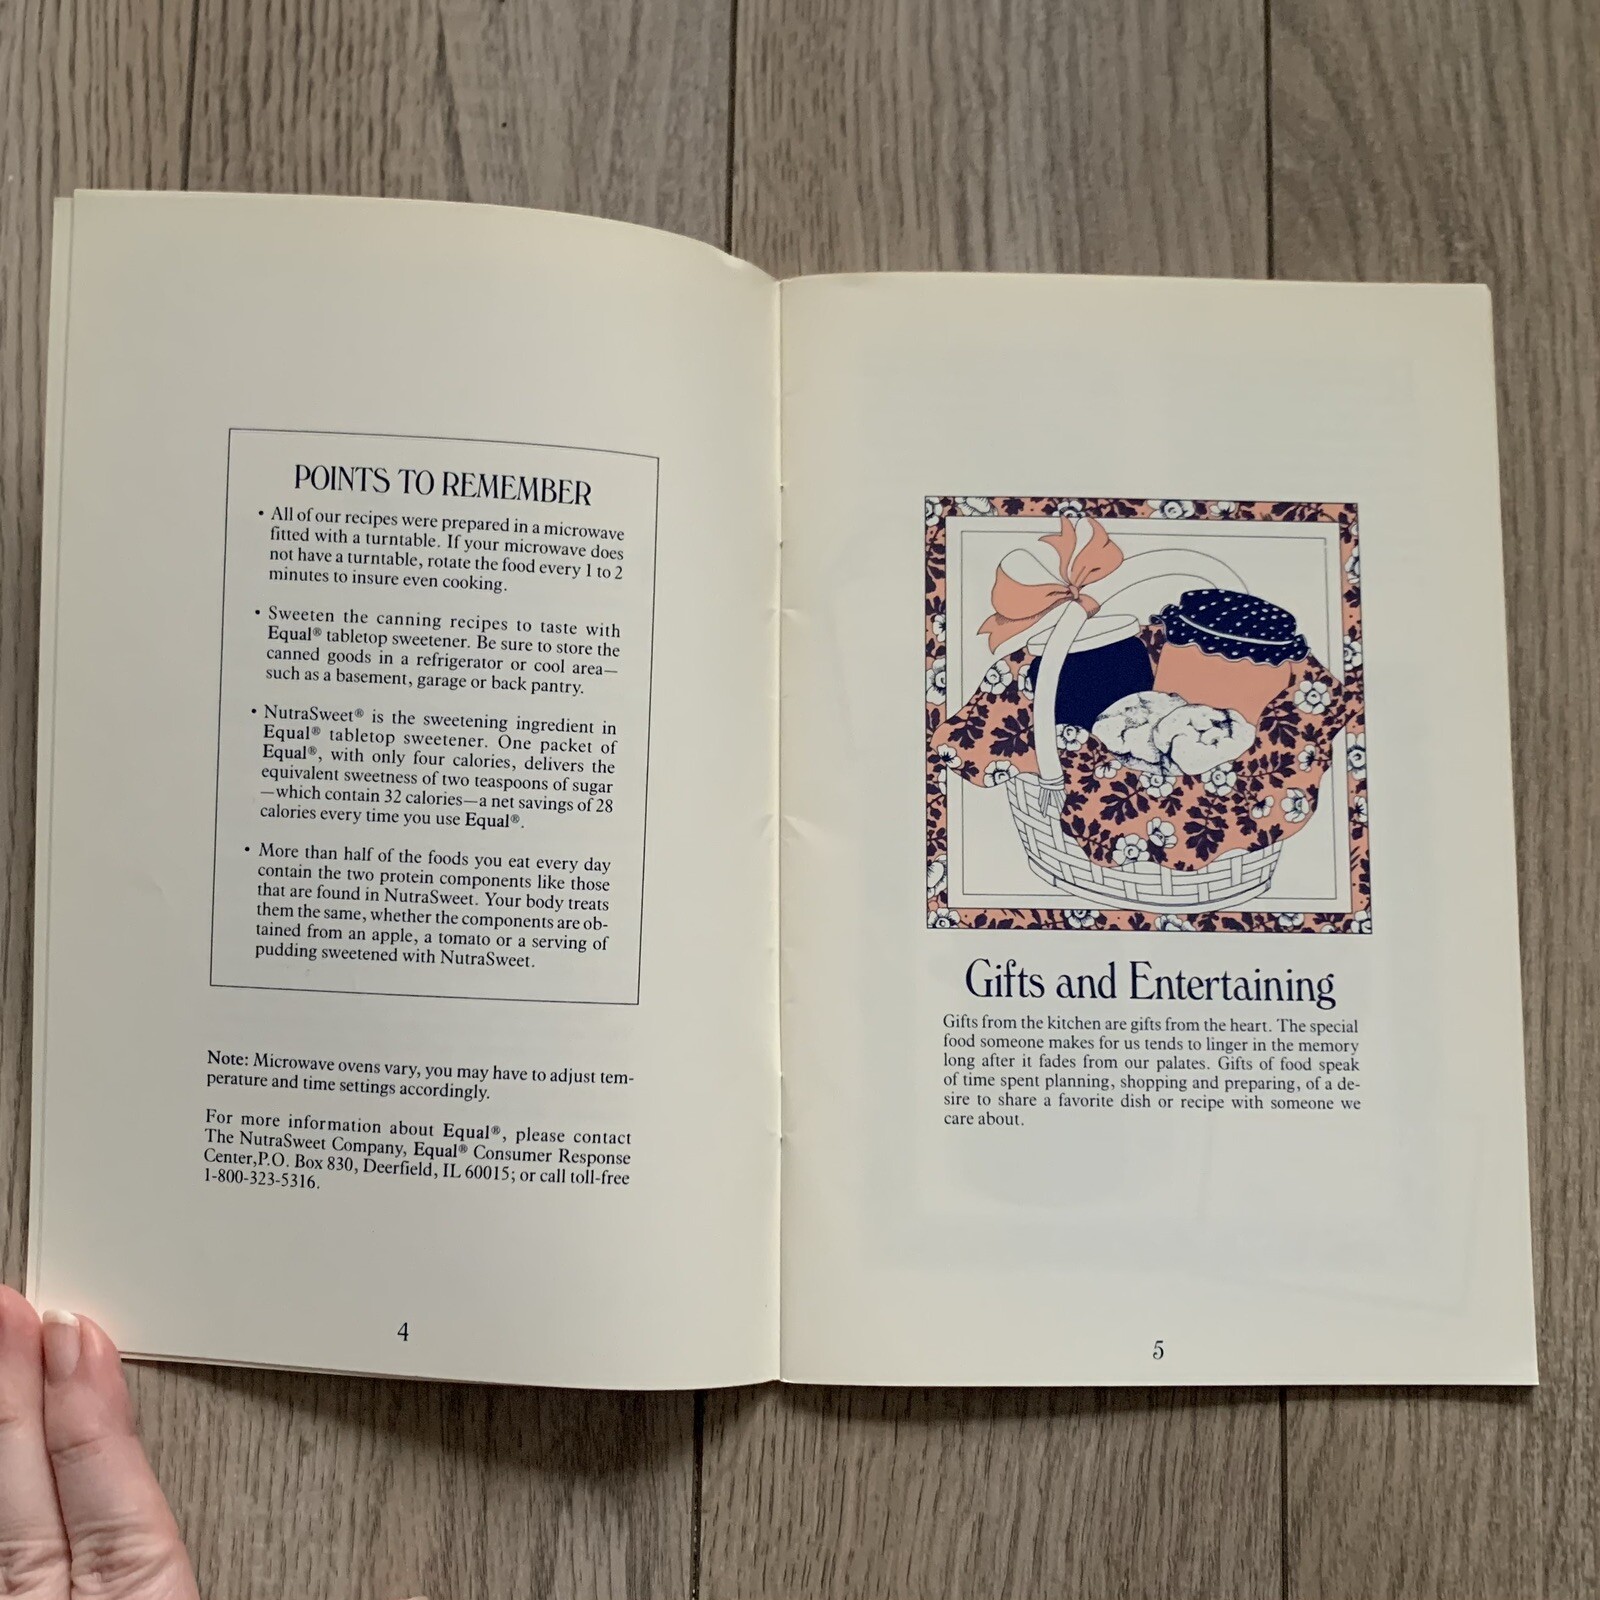 POINTS TO REMEMBER
• All of our recipes were prepared in a microwave
fitted with a turntable. If your microwave does
not have a turntable, rotate the food every 1 to 2
minutes to insure even cooking.
• Sweeten the canning recipes to taste with
Equal® tabletop sweetener. Be sure to store the
canned goods in a refrigerator or cool area—
such as a basement, garage or back pantry.
• NutraSweet® is the sweetening ingredient in
Equal® tabletop sweetener. One packet of
Equal®, with only four calories, delivers the
equivalent sweetness of two teaspoons of sugar
—which contain 32 calories—a net savings of 28
calories every time you use Equal®.
• More than half of the foods you eat every day
contain the two protein components like those
that are found in NutraSweet. Your body treats
them the same, whether the components are ob-
tained from an apple, a tomato or a serving of
pudding sweetened with NutraSweet.
Note: Microwave ovens vary, you may have to adjust tem-
perature and time settings accordingly.
For more information about Equal®, please contact
The NutraSweet Company, Equal® Consumer Response
Center,P.O. Box 830, Deerfield, IL 60015; or call toll-free
1-800-323-5316.
4
Gifts and Entertaining
Gifts from the kitchen are gifts from the heart. The special
food someone makes for us tends to linger in the memory
long after it fades from our palates. Gifts of food speak
of time spent planning, shopping and preparing, of a de-
sire to share a favorite dish or recipe with someone we
care about.
5